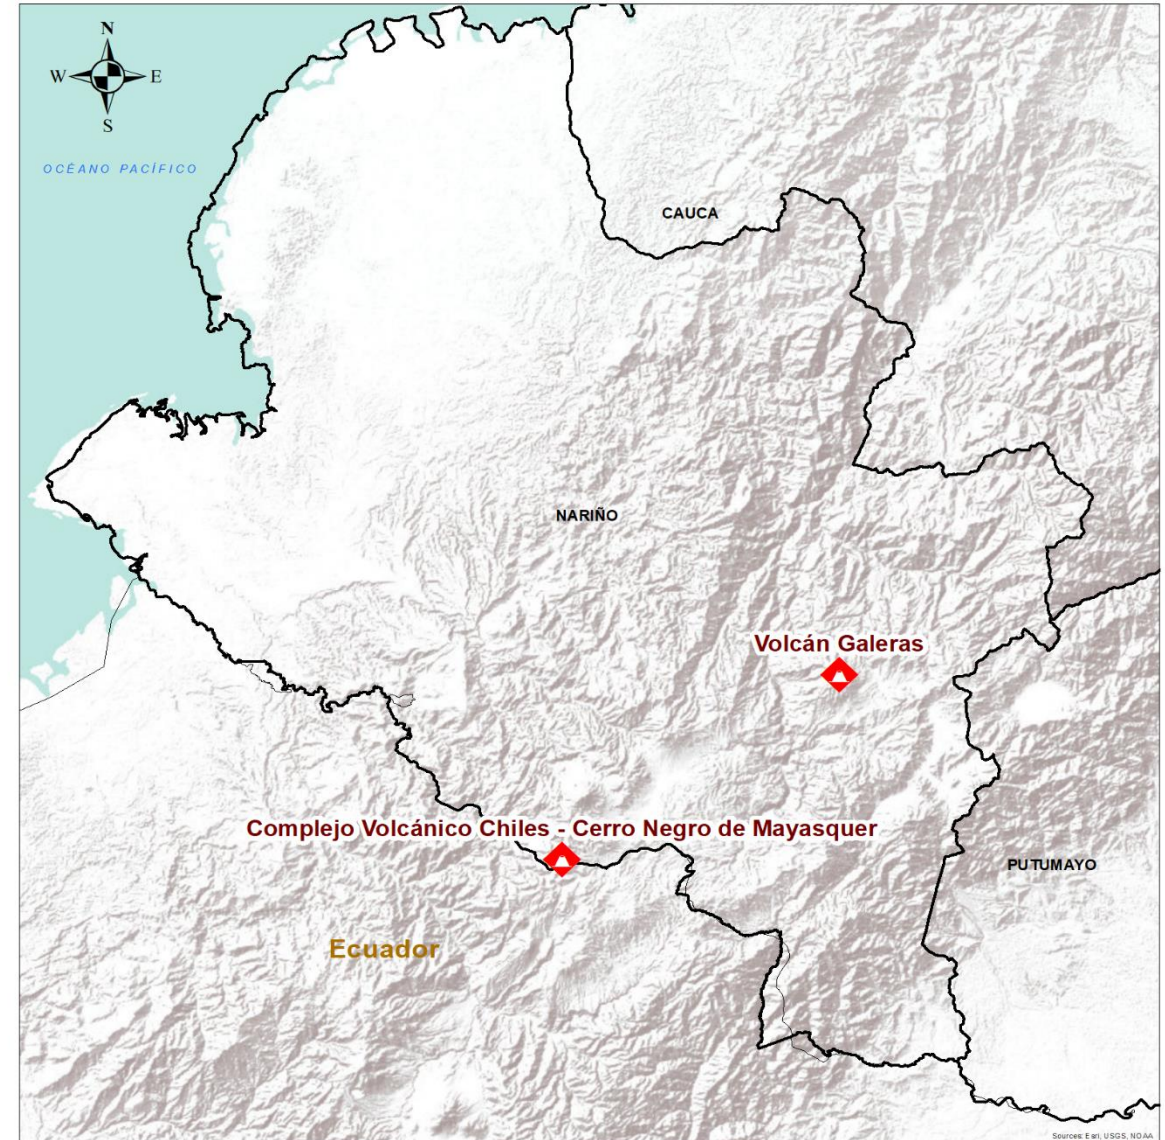 N
W E
S
OCÉANO PACÍFICO
CAUCA
NARIÑO
Volcán Galeras
Complejo Volcánico Chiles - Cerro Negro de Mayasquer
PUTUMAYO
Ecuador
Sources: Esri, USGS, NOAA